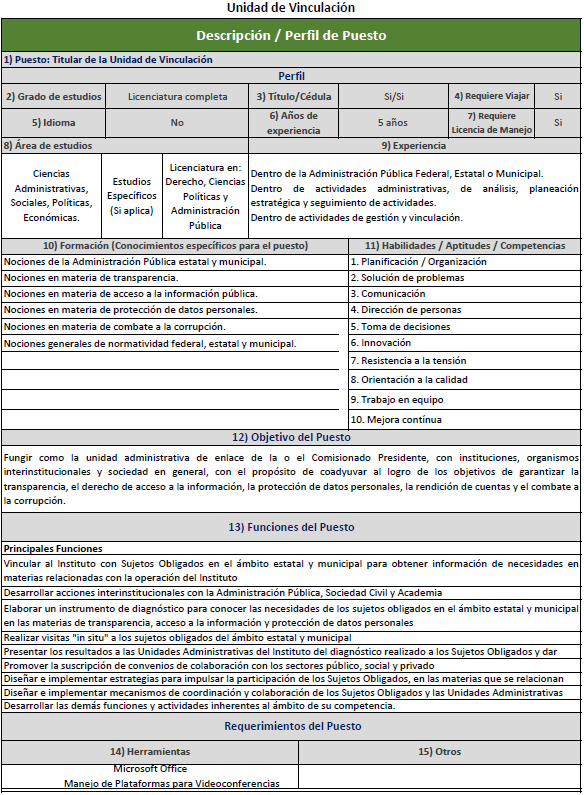 Unidad de Vinculación
Descripción / Perfil de Puesto
1) Puesto: Titular de la Unidad de Vinculación
Perfil
2) Grado de estudios
Licenciatura completa
3) Título/Cédula
Si/Si
4) Requiere Viajar
Si
5) Idioma
No
6) Años de
experiencia
5 años
7) Requiere
Licencia de Manejo
Si
8) Área de estudios
9) Experiencia
Ciencias
Administrativas,
Sociales, Políticas,
Económicas.
Estudios
Específicos
(Si aplica)
Licenciatura en:
Derecho, Ciencias
Políticas y
Administración
Pública
Dentro de la Administración Pública Federal, Estatal o Municipal.
Dentro de actividades administrativas, de análisis, planeación
estratégica y seguimiento de actividades.
Dentro de actividades de gestión y vinculación.
10) Formación (Conocimientos específicos para el puesto)
11) Habilidades / Aptitudes / Competencias
Nociones de la Administración Pública estatal y municipal.
Nociones en materia de transparencia.
Nociones en materia de acceso a la información pública.
Nociones en materia de protección de datos personales.
Nociones en materia de combate a la corrupción.
Nociones generales de normatividad federal, estatal y municipal.
1. Planificación / Organización
2. Solución de problemas
3. Comunicación
4. Dirección de personas
5. Toma de decisiones
6. Innovación
7. Resistencia a la tensión
8. Orientación a la calidad
9. Trabajo en equipo
10. Mejora contínua
12) Objetivo del Puesto
Fungir como la unidad administrativa de enlace de la o el Comisionado Presidente, con instituciones, organismos
interinstitucionales y sociedad en general, con el propósito de coadyuvar al logro de los objetivos de garantizar la
transparencia, el derecho de acceso a la información, la protección de datos personales, la rendición de cuentas y el combate a
la corrupción.
13) Funciones del Puesto
Principales Funciones
Vincular al Instituto con Sujetos Obligados en el ámbito estatal y municipal para obtener información de necesidades en
materias relacionadas con la operación del Instituto
Desarrollar acciones interinstitucionales con la Administración Pública, Sociedad Civil y Academia
Elaborar un instrumento de diagnóstico para conocer las necesidades de los sujetos obligados en el ámbito estatal y municipal
en las materias de transparencia, acceso a la información y protección de datos personales
Realizar visitas "in situ" a los sujetos obligados del ámbito estatal y municipal
Presentar los resultados a las Unidades Administrativas del Instituto del diagnóstico realizado a los Sujetos Obligados y dar
Promover la suscripción de convenios de colaboración con los sectores público, social y privado
Diseñar e implementar estrategias para impulsar la participación de los Sujetos Obligados, en las materias que se relacionan
Diseñar e implementar mecanismos de coordinación y colaboración de los Sujetos Obligados y las Unidades Administrativas
Desarrollar las demás funciones y actividades inherentes al ámbito de su competencia.
Requerimientos del Puesto
14) Herramientas
15) Otros
Microsoft Office
Manejo de Plataformas para Videoconferencias